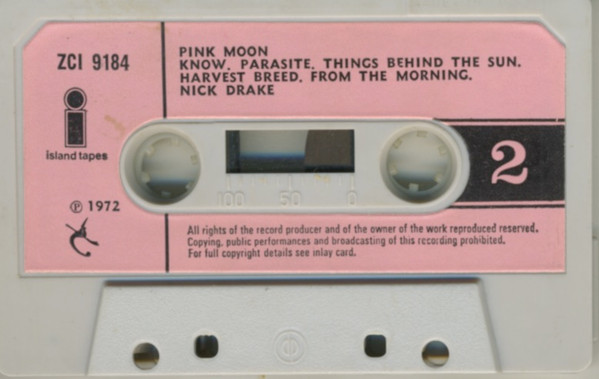 ZCI 9184
PINK MOON
KNOW. PARASITE. THINGS BEHIND THE SUN.
HARVEST BREED. FROM THE MORNING.
NICK DRAKE
island tapes
2
100 50 0
℗ 1972
All rights of the record producer and of the owner of the work reproduced reserved.
Copying, public performances and broadcasting of this recording prohibited.
For full copyright details see inlay card.